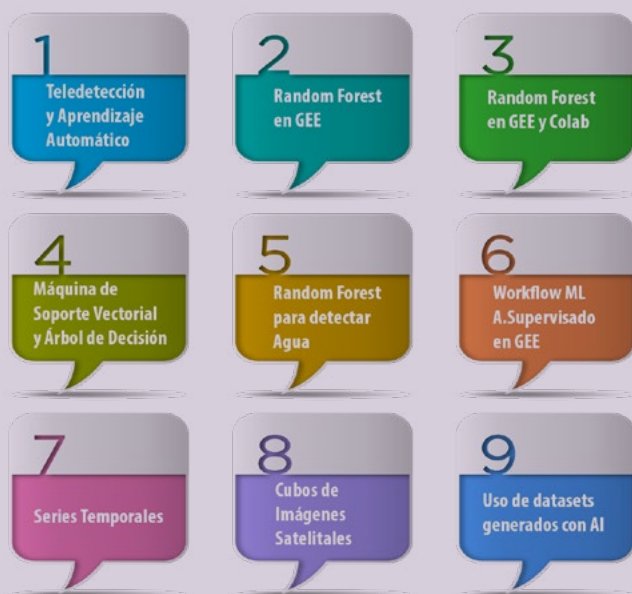 1
Teledetección
y Aprendizaje
Automático
2
Random Forest
en GEE
3
Random Forest
en GEE y Colab
4
Máquina de
Soporte Vectorial
y Árbol de Decisión
5
Random Forest
para detectar
Agua
6
Workflow ML
A.Supervisado
en GEE
7
Series Temporales
8
Cubos de
Imágenes
Satelitales
9
Uso de datasets
generados con AI